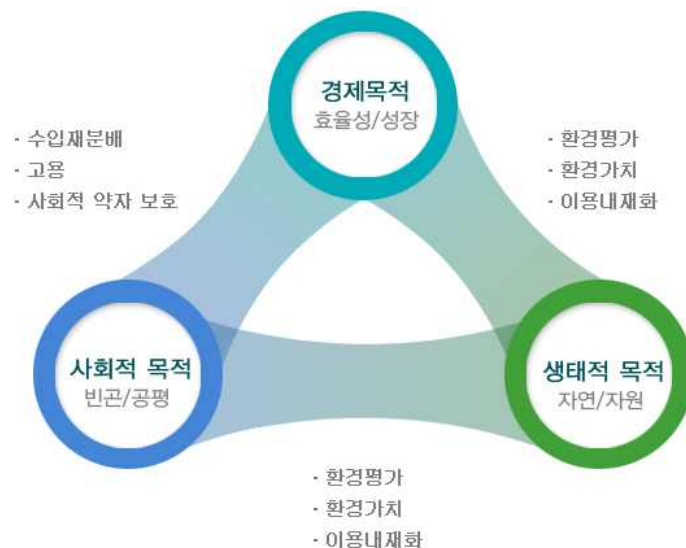 경제목적
효율성/성장
· 수입재분배
· 고용
· 사회적 약자 보호
· 환경평가
· 환경가치
· 이용내재화
사회적 목적
빈곤/공평
생태적 목적
자연/자원
· 환경평가
· 환경가치
· 이용내재화